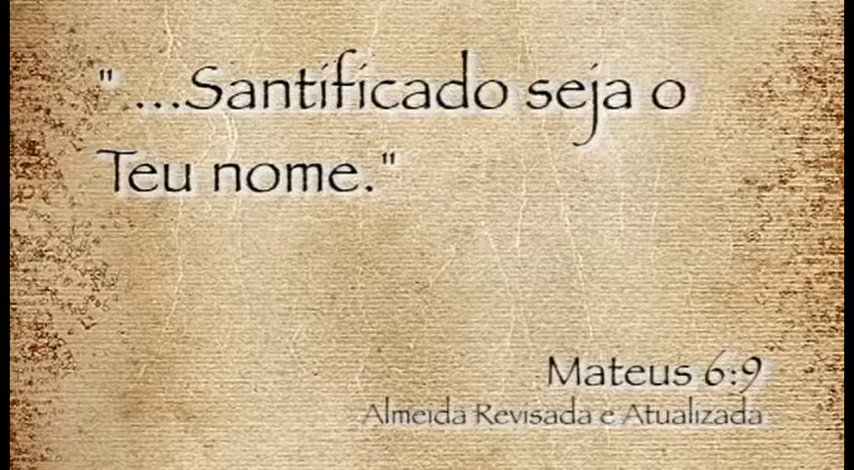 "...Santificado seja o
Teu nome."
Mateus 6:9
Almeida Revisada e Atualizada